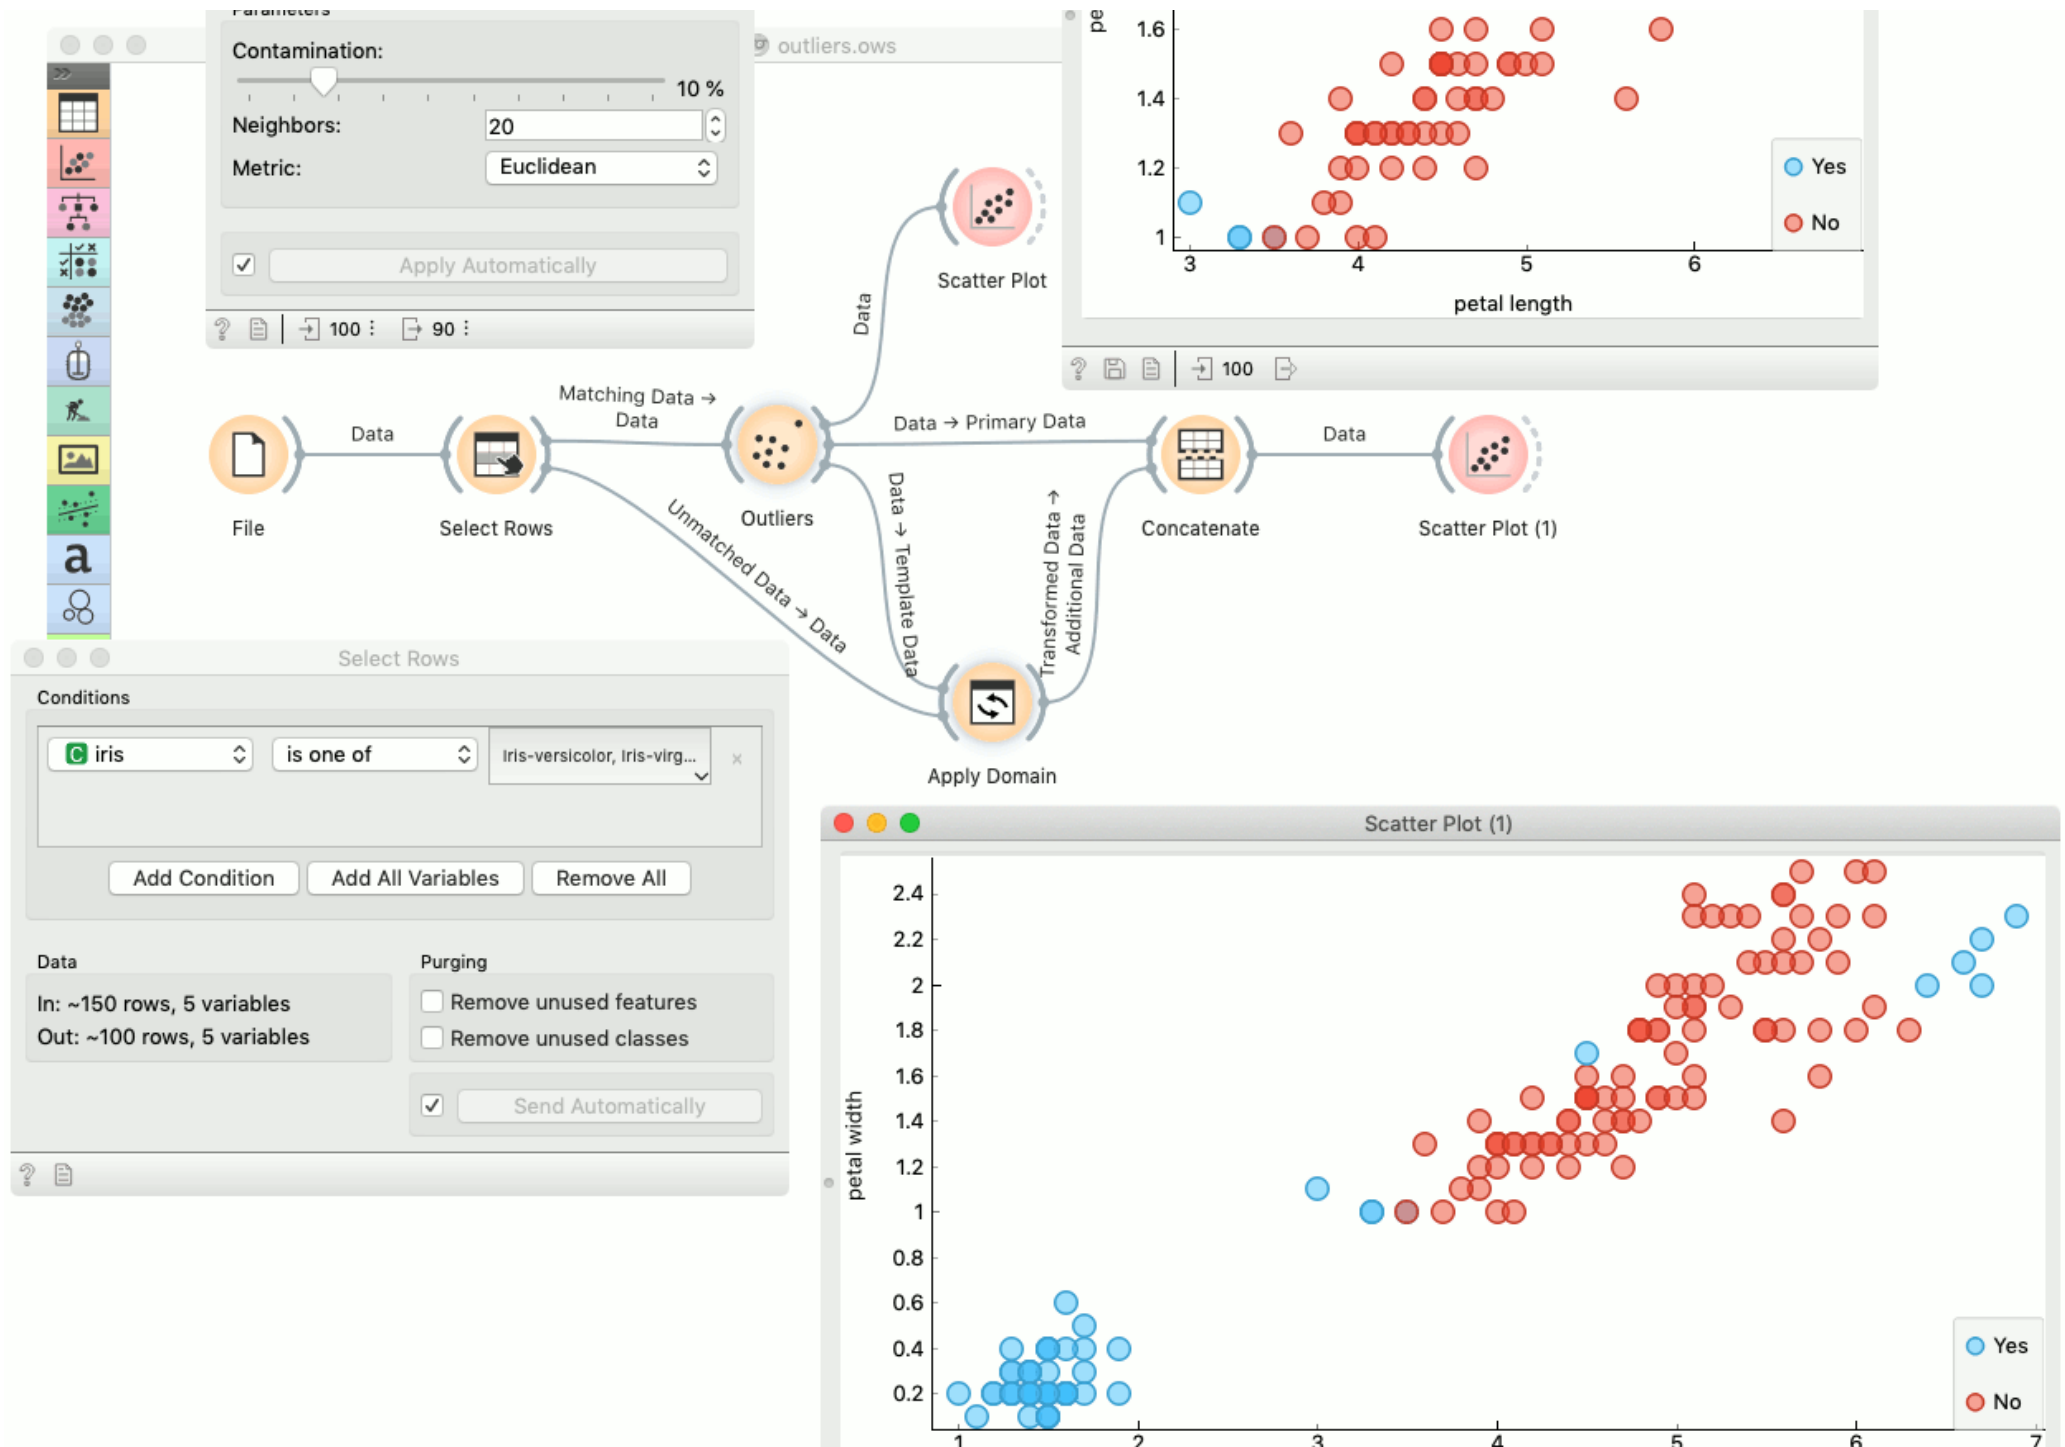 Parameters
Contamination:
10 %
Neighbors:
20
Metric:
Euclidean
Apply Automatically
? 100 90
outliers.ows
pe
1.6
1.4
1.2
1
3 4 5 6
petal length
Yes
No
? 100
a
Data
Scatter Plot
File
Data
Select Rows
Matching Data →
Data
Outliers
Data → Primary Data
Unmatched Data → Data
Data → Template Data
Transformed Data →
Additional Data
Apply Domain
Concatenate
Data
Scatter Plot (1)
Select Rows
Conditions
C iris
is one of
Iris-versicolor, Iris-virg...
×
Add Condition
Add All Variables
Remove All
Data
In: ~150 rows, 5 variables
Out: ~100 rows, 5 variables
Purging
Remove unused features
Remove unused classes
Send Automatically
?
Scatter Plot (1)
petal width
2.4
2.2
2
1.8
1.6
1.4
1.2
1
0.8
0.6
0.4
0.2
1 2 3 4 5 6 7
Yes
No